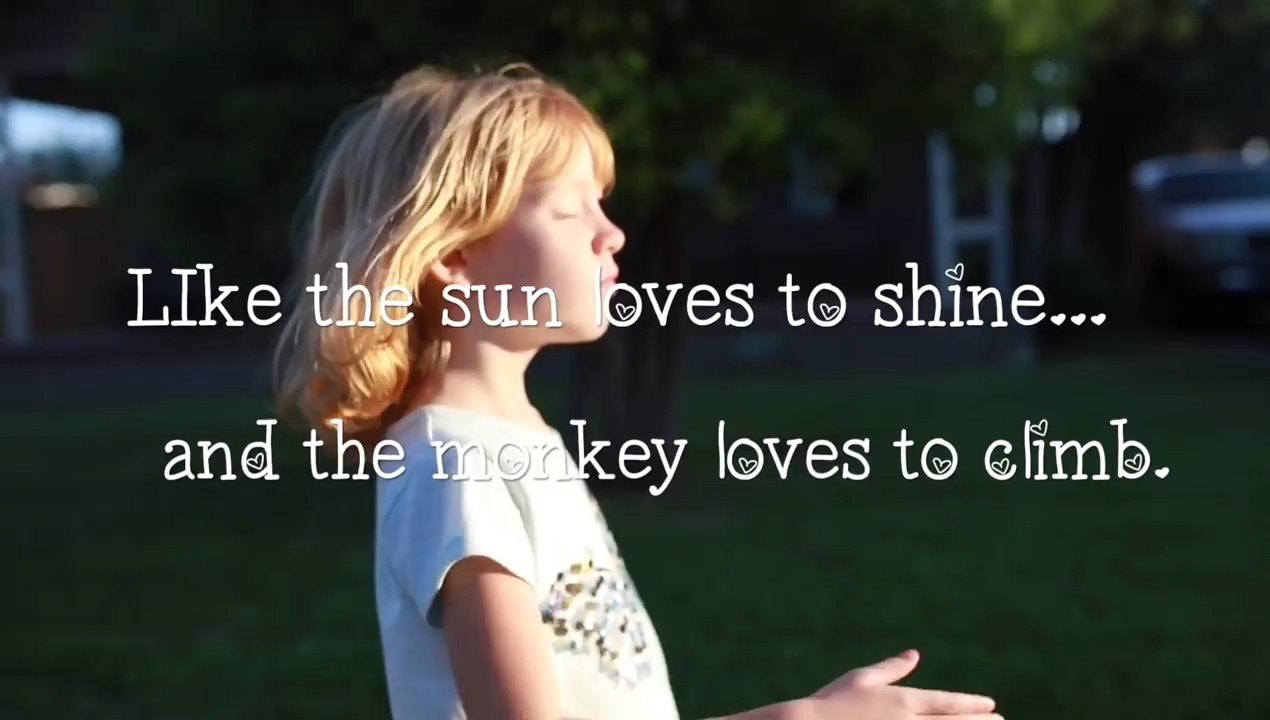 LIke the sun loves to shine...
and the monkey loves to climb.